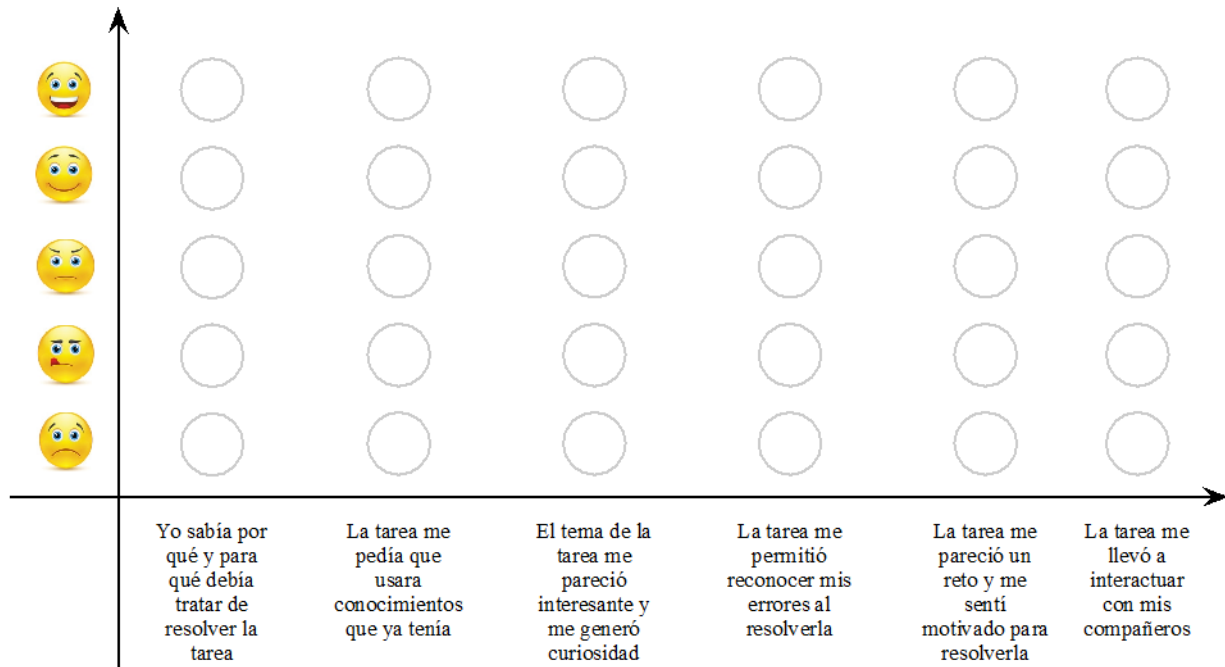 Yo sabía por
qué y para
qué debía
tratar de
resolver la
tarea
La tarea me
pedía que
usara
conocimientos
que ya tenía
El tema de la
tarea me
pareció
interesante y
me generó
curiosidad
La tarea me
permitió
reconocer mis
errores al
resolverla
La tarea me
pareció un
reto y me
sentí
motivado para
resolverla
La tarea me
llevó a
interactuar
con mis
compañeros